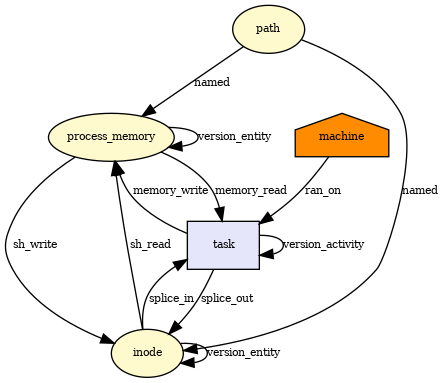 path
named
process_memory
version_entity
machine
memory_write
memory_read
ran_on
named
sh_write
sh_read
task
version_activity
splice_in
splice_out
inode
version_entity